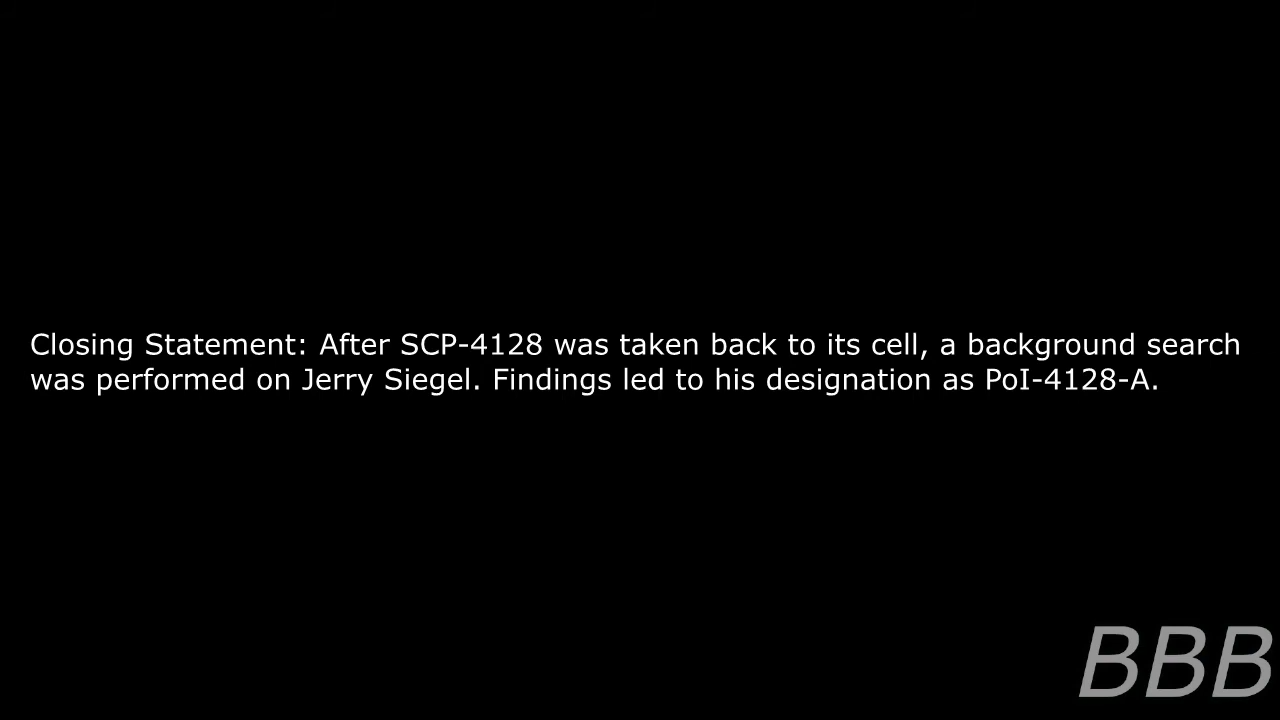 Closing Statement: After SCP-4128 was taken back to its cell, a background search
was performed on Jerry Siegel. Findings led to his designation as PoI-4128-A.
BBB